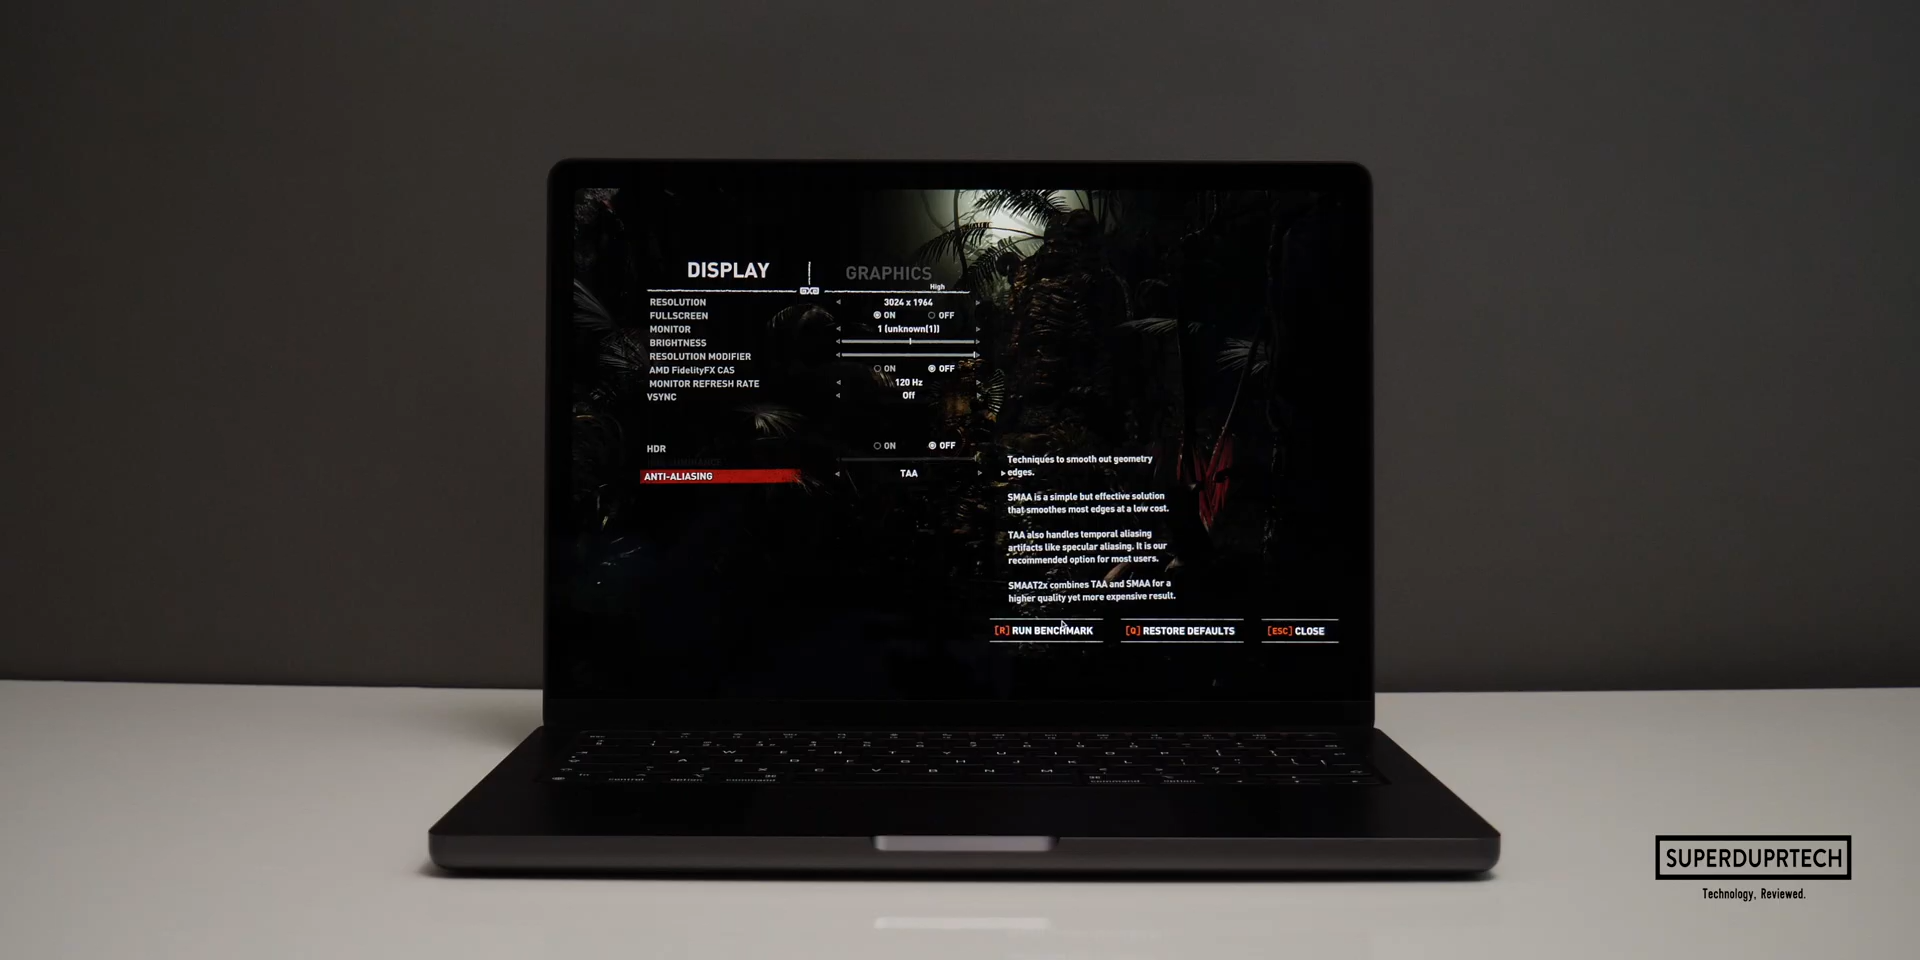 DISPLAY
GRAPHICS
High
RESOLUTION
3024 x 1964
FULLSCREEN
ON
OFF
MONITOR
1 (unknown(1))
BRIGHTNESS
RESOLUTION MODIFIER
AMD FidelityFX CAS
ON
OFF
MONITOR REFRESH RATE
120 Hz
VSYNC
Off
HDR
ON
OFF
ANTI-ALIASING
TAA
Techniques to smooth out geometry
edges.
SMAA is a simple but effective solution
that smoothes most edges at a low cost.
TAA also handles temporal aliasing
artifacts like specular aliasing. It is our
recommended option for most users.
SMAAT2x combines TAA and SMAA for a
higher quality yet more expensive result.
[R] RUN BENCHMARK
[Q] RESTORE DEFAULTS
[ESC] CLOSE
SUPERDUPRTECH
Technology, Reviewed.